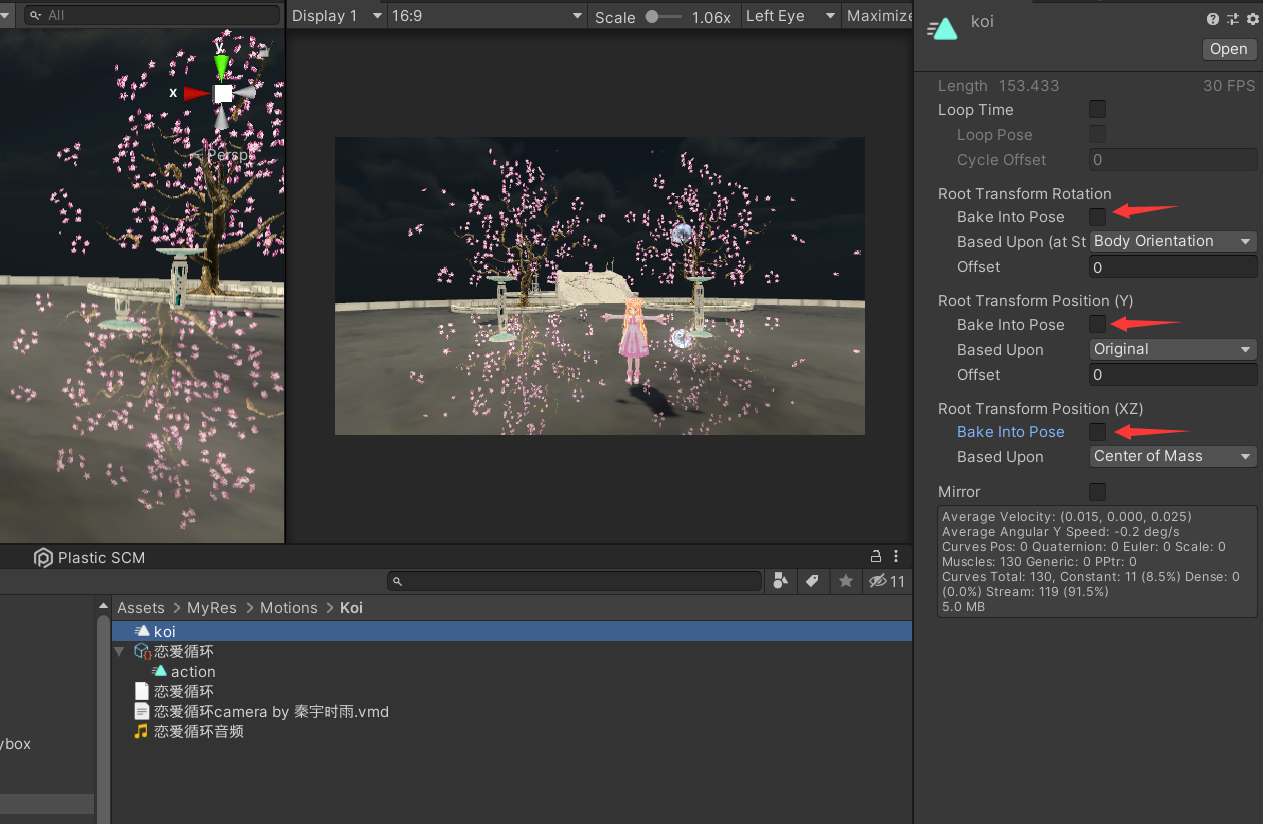 All
Display 1
16:9
Scale
1.06x
Left Eye
Maximize
y
x
Persp
koi
Open
Length 153.433
30 FPS
Loop Time
Loop Pose
Cycle Offset
0
Root Transform Rotation
Bake Into Pose
Based Upon (at St
Body Orientation
Offset
0
Root Transform Position (Y)
Bake Into Pose
Based Upon
Original
Offset
0
Root Transform Position (XZ)
Bake Into Pose
Based Upon
Center of Mass
Mirror
Average Velocity: (0.015, 0.000, 0.025)
Average Angular Y Speed: -0.2 deg/s
Curves Pos: 0 Quaternion: 0 Euler: 0 Scale: 0
Muscles: 130 Generic: 0 PPtr: 0
Curves Total: 130, Constant: 11 (8.5%) Dense: 0
(0.0%) Stream: 119 (91.5%)
5.0 MB
Plastic SCM
11
Assets > MyRes > Motions > Koi
koi
恋爱循环
action
恋爱循环
恋爱循环camera by 秦宇时雨.vmd
恋爱循环音频
ybox